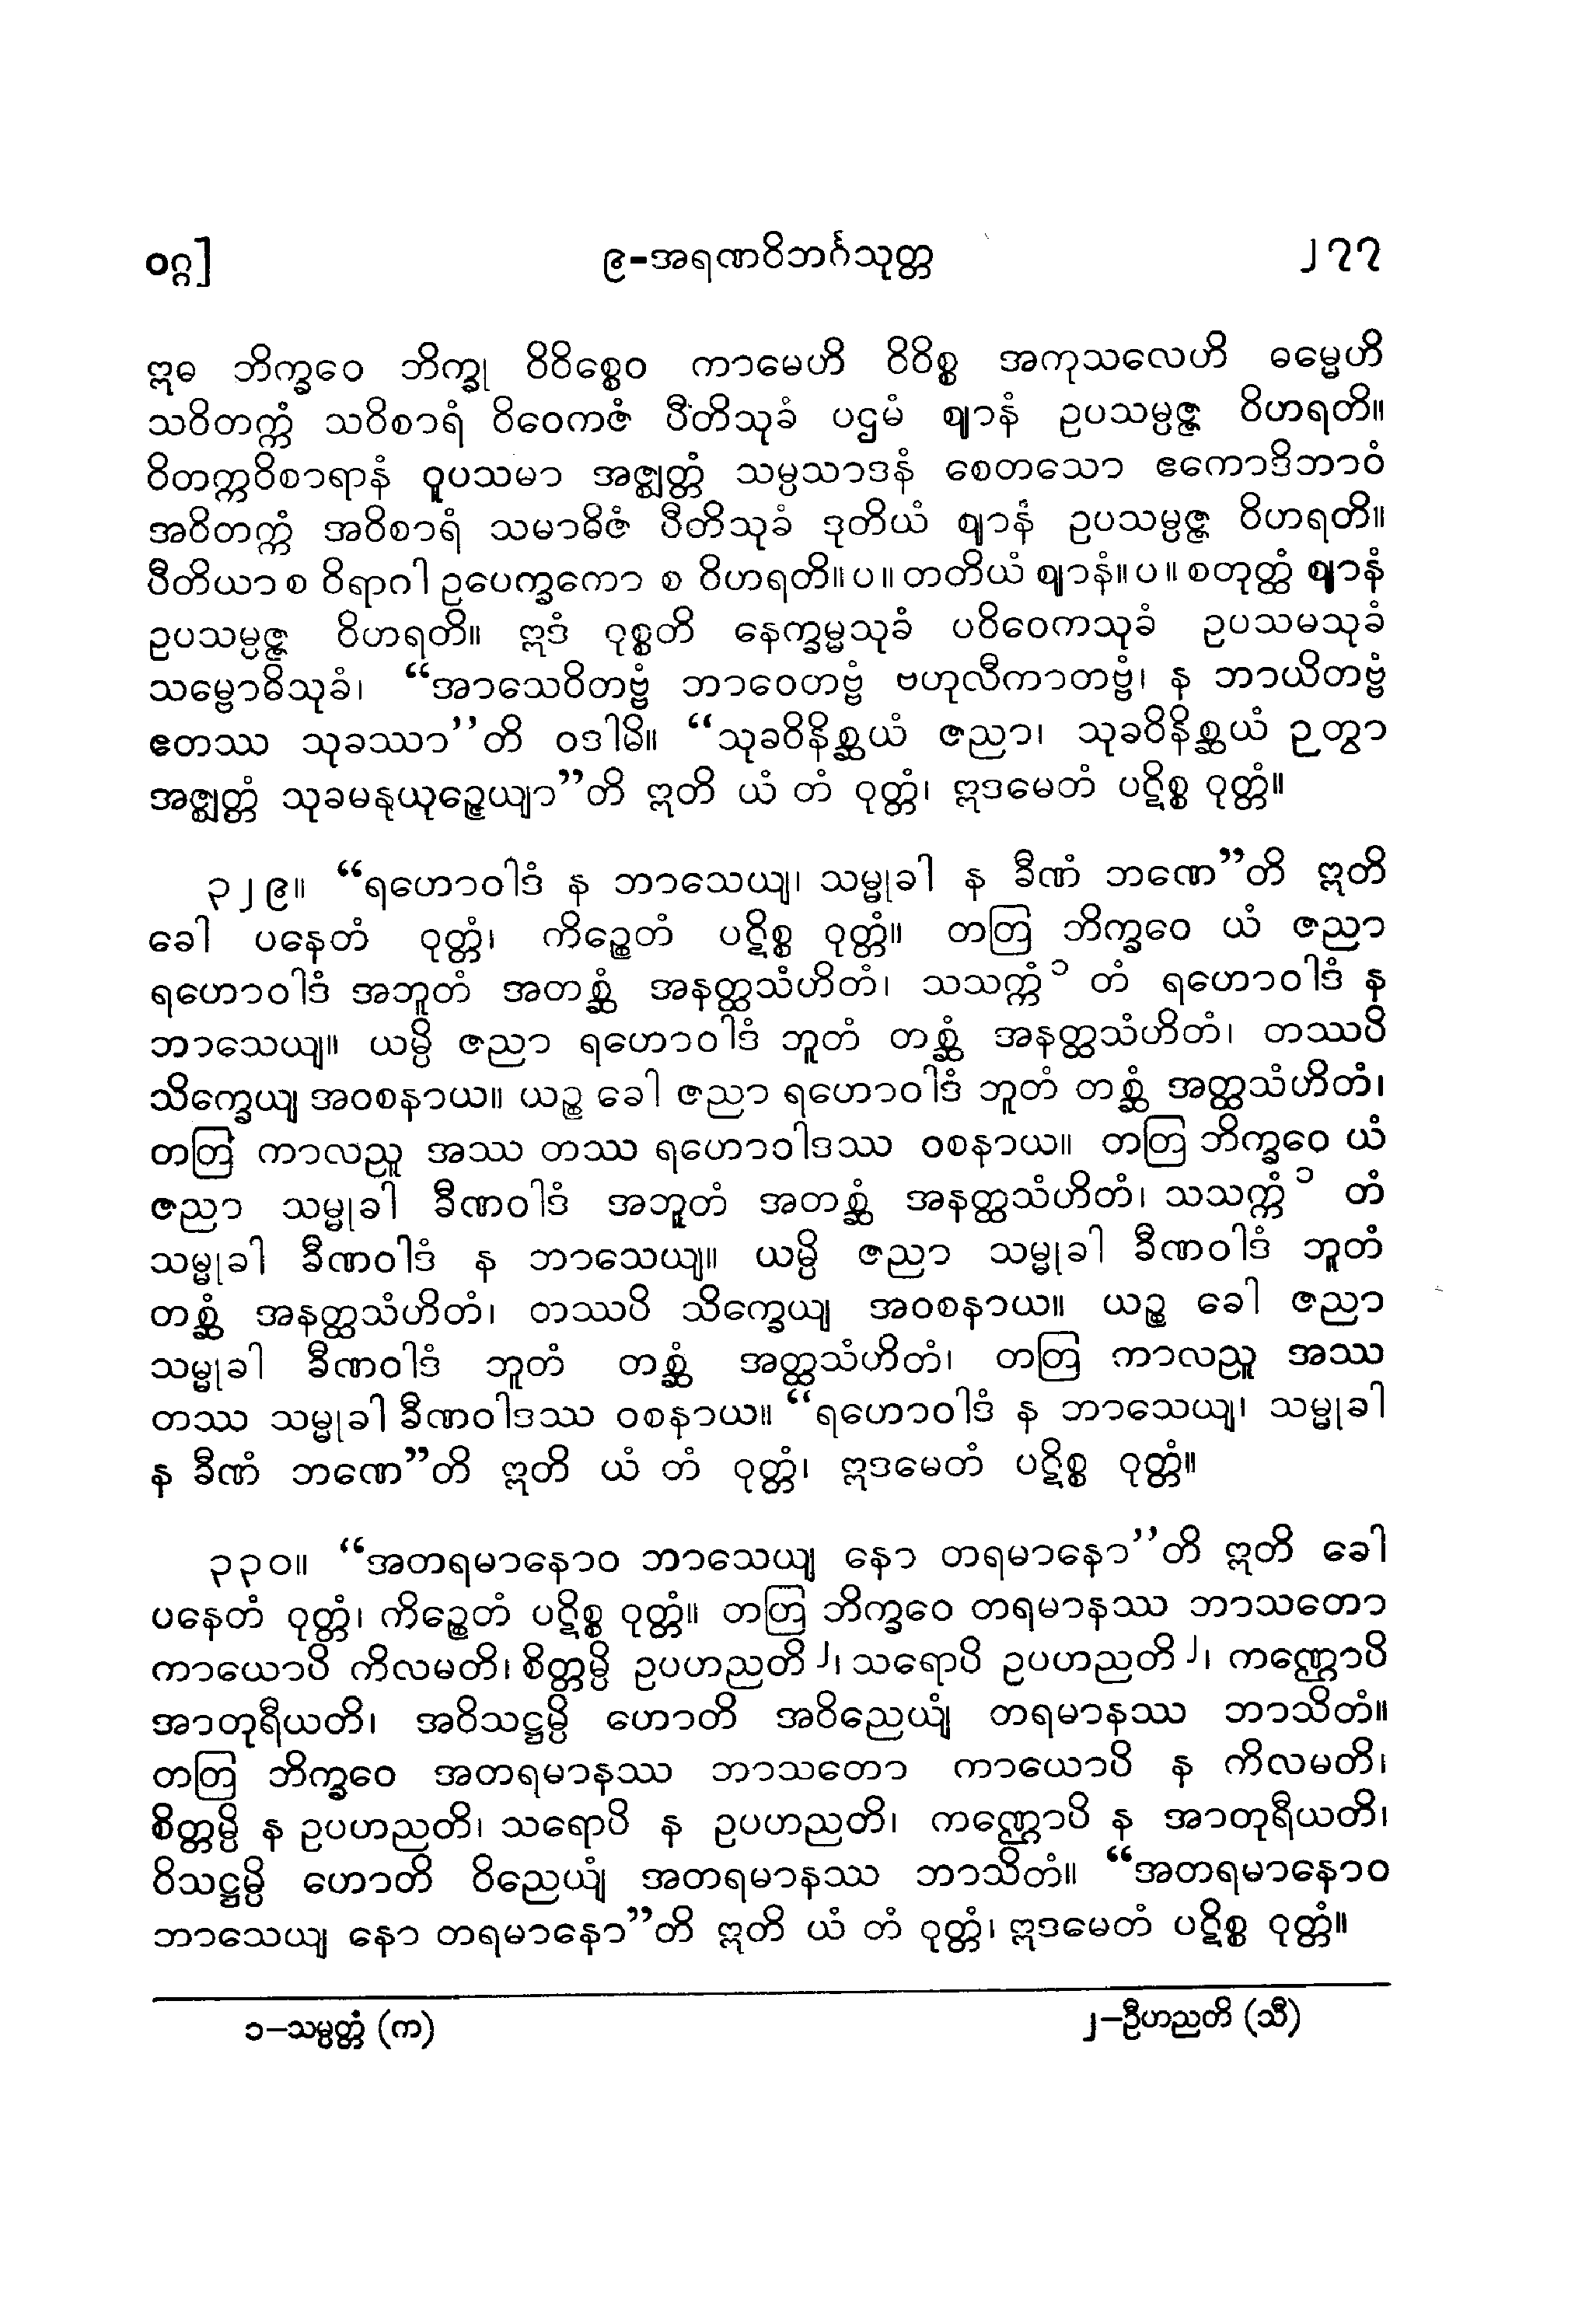 ဝဂ္ဂ]
၉-အရဏဝိဘင်္ဂသုတ္တ
၂၇၇
ဣဓ ဘိက္ခဝေ ဘိက္ခု ဝိဝိစ္စေဝ ကာမေဟိ ဝိဝိစ္စ အကုသလေဟိ ဓမ္မေဟိ
သဝိတက္ကံ သဝိစာရံ ဝိဝေကဇံ ပီတိသုခံ ပဌမံ ဈာနံ ဥပသမ္ပဇ္ဇ ဝိဟရတိ။
ဝိတက္ကဝိစာရာနံ ဝူပသမာ အဇ္ဈတ္တံ သမ္ပသာဒနံ စေတသော ဧကောဒိဘာဝံ
အဝိတက္ကံ အဝိစာရံ သမာဓိဇံ ပီတိသုခံ ဒုတိယံ ဈာနံ ဥပသမ္ပဇ္ဇ ဝိဟရတိ။
ပီတိယာ စ ဝိရာဂါ ဥပေက္ခကော စ ဝိဟရတိ။ ပ ။ တတိယံ ဈာနံ။ ပ ။ စတုတ္ထံ ဈာနံ
ဥပသမ္ပဇ္ဇ ဝိဟရတိ။ ဣဒံ ဝုစ္စတိ နေက္ခမ္မသုခံ ပဝိဝေကသုခံ ဥပသမသုခံ
သမ္ဗောဓိသုခံ၊ “အာသေဝိတဗ္ဗံ ဘာဝေတဗ္ဗံ ဗဟုလီကာတဗ္ဗံ၊ န ဘာယိတဗ္ဗံ
ဧတဿ သုခဿာ”တိ ဝဒါမိ။ “သုခဝိနိစ္ဆယံ ဇညာ၊ သုခဝိနိစ္ဆယံ ဉတွာ
အဇ္ဈတ္တံ သုခမနုယုဉ္ဇေယျာ”တိ ဣတိ ယံ တံ ဝုတ္တံ၊ ဣဒမေတံ ပဋိစ္စ ဝုတ္တံ။
၃၂၉။ “ရဟောဝါဒံ န ဘာသေယျ၊ သမ္မုခါ န ခီဏံ ဘဏေ”တိ ဣတိ
ခေါ ပနေတံ ဝုတ္တံ၊ ကိဉ္စေတံ ပဋိစ္စ ဝုတ္တံ။ တတြ ဘိက္ခဝေ ယံ ဇညာ
ရဟောဝါဒံ အဘူတံ အတစ္ဆံ အနတ္ထသံဟိတံ၊ သသက္ကံ ၁ တံ ရဟောဝါဒံ န
ဘာသေယျ။ ယမ္ပိ ဇညာ ရဟောဝါဒံ ဘူတံ တစ္ဆံ အနတ္ထသံဟိတံ၊ တဿပိ
သိက္ခေယျ အဝစနာယ။ ယဉ္စ ခေါ ဇညာ ရဟောဝါဒံ ဘူတံ တစ္ဆံ အတ္ထသံဟိတံ၊
တတြ ကာလညူ အဿ တဿ ရဟောဝါဒဿ ဝစနာယ။ တတြ ဘိက္ခဝေ ယံ
ဇညာ သမ္မုခါ ခီဏဝါဒံ အဘူတံ အတစ္ဆံ အနတ္ထသံဟိတံ၊ သသက္ကံ ၁ တံ
သမ္မုခါ ခီဏဝါဒံ န ဘာသေယျ။ ယမ္ပိ ဇညာ သမ္မုခါ ခီဏဝါဒံ ဘူတံ
တစ္ဆံ အနတ္ထသံဟိတံ၊ တဿပိ သိက္ခေယျ အဝစနာယ။ ယဉ္စ ခေါ ဇညာ
သမ္မုခါ ခီဏဝါဒံ ဘူတံ တစ္ဆံ အတ္ထသံဟိတံ၊ တတြ ကာလညူ အဿ
တဿ သမ္မုခါ ခီဏဝါဒဿ ဝစနာယ။ “ရဟောဝါဒံ န ဘာသေယျ၊ သမ္မုခါ
န ခီဏံ ဘဏေ”တိ ဣတိ ယံ တံ ဝုတ္တံ၊ ဣဒမေတံ ပဋိစ္စ ဝုတ္တံ။
၃၃၀။ “အတရမာနောဝ ဘာသေယျ နော တရမာနော”တိ ဣတိ ခေါ
ပနေတံ ဝုတ္တံ၊ ကိဉ္စေတံ ပဋိစ္စ ဝုတ္တံ။ တတြ ဘိက္ခဝေ တရမာနဿ ဘာသတော
ကာယောပိ ကိလမတိ၊ စိတ္တမ္ပိ ဥပဟညတိ ၂၊ သရောပိ ဥပဟညတိ ၂၊ ကဏ္ဌောပိ
အာတုရီယတိ၊ အဝိသဋ္ဌမ္ပိ ဟောတိ အဝိညေယျံ တရမာနဿ ဘာသိတံ။
တတြ ဘိက္ခဝေ အတရမာနဿ ဘာသတော ကာယောပိ န ကိလမတိ၊
စိတ္တမ္ပိ န ဥပဟညတိ၊ သရောပိ န ဥပဟညတိ၊ ကဏ္ဌောပိ န အာတုရီယတိ၊
ဝိသဋ္ဌမ္ပိ ဟောတိ ဝိညေယျံ အတရမာနဿ ဘာသိတံ။ “အတရမာနောဝ
ဘာသေယျ နော တရမာနော”တိ ဣတိ ယံ တံ ဝုတ္တံ၊ ဣဒမေတံ ပဋိစ္စ ဝုတ္တံ။
၁–သမ္ပတ္တံ (က)
၂–ဦဟညတိ (သီ)